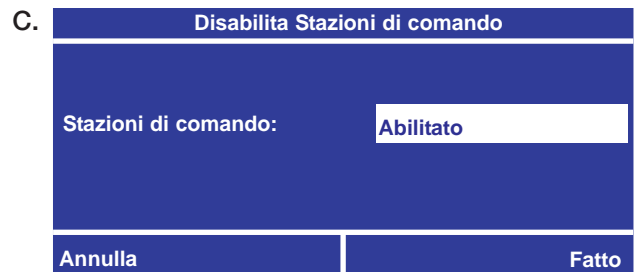 C. Disabilita Stazioni di comando
Stazioni di comando: Abilitato
Annulla Fatto